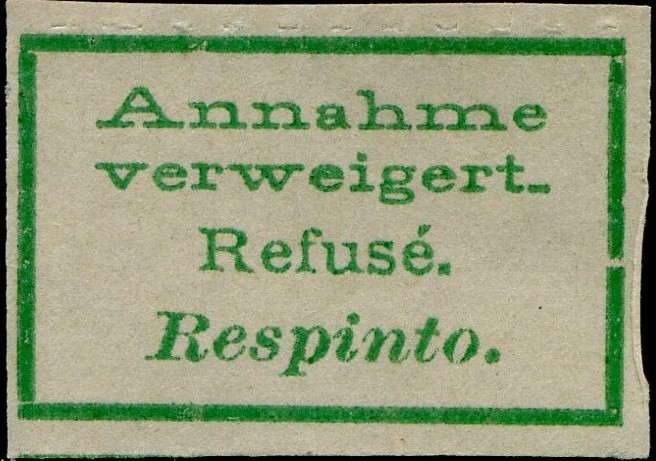 Annahme
verweigert.
Refusé.
Respinto.